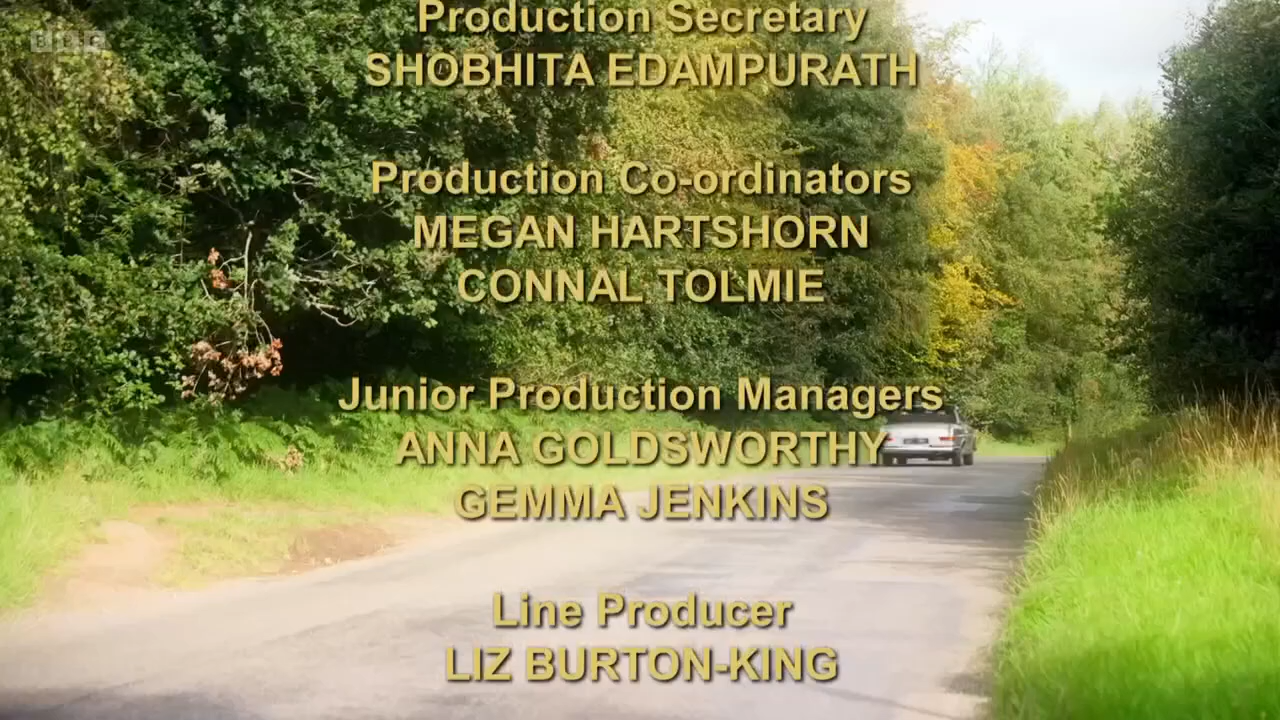 BBC
Production Secretary
SHOBHITA EDAMPURATH
Production Co-ordinators
MEGAN HARTSHORN
CONNAL TOLMIE
Junior Production Managers
ANNA GOLDSWORTHY
GEMMA JENKINS
Line Producer
LIZ BURTON-KING